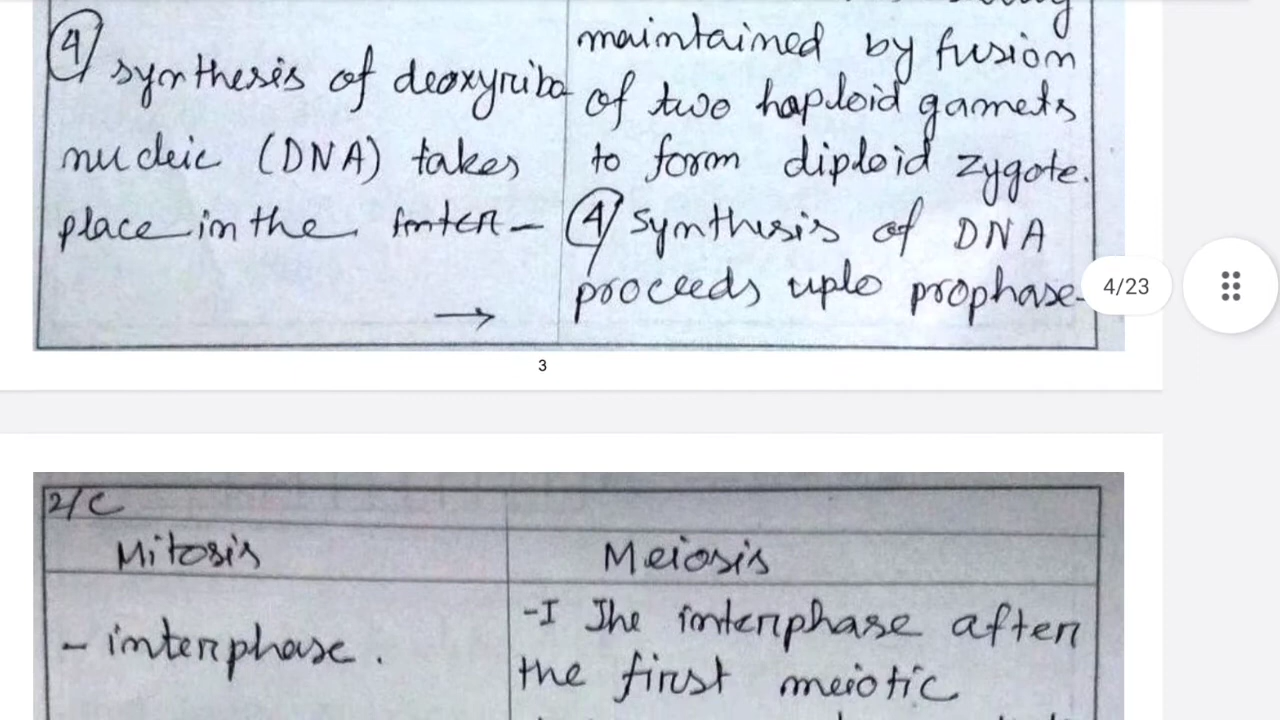 maintained by fusion
of two haploid gamets
to form diploid zygote.
④ synthesis of DNA
proceeds upto prophase-
④ synthesis of deoxyribo
nucleic (DNA) takes
place in the inter-
→
4/23
3
2/C
Mitosis
Meiosis
- interphase.
-I The interphase after
the first meiotic